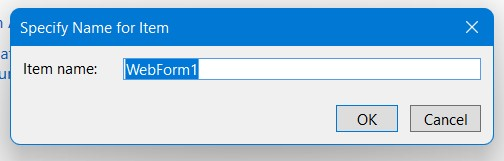 Specify Name for Item
Item name: WebForm1
OK Cancel